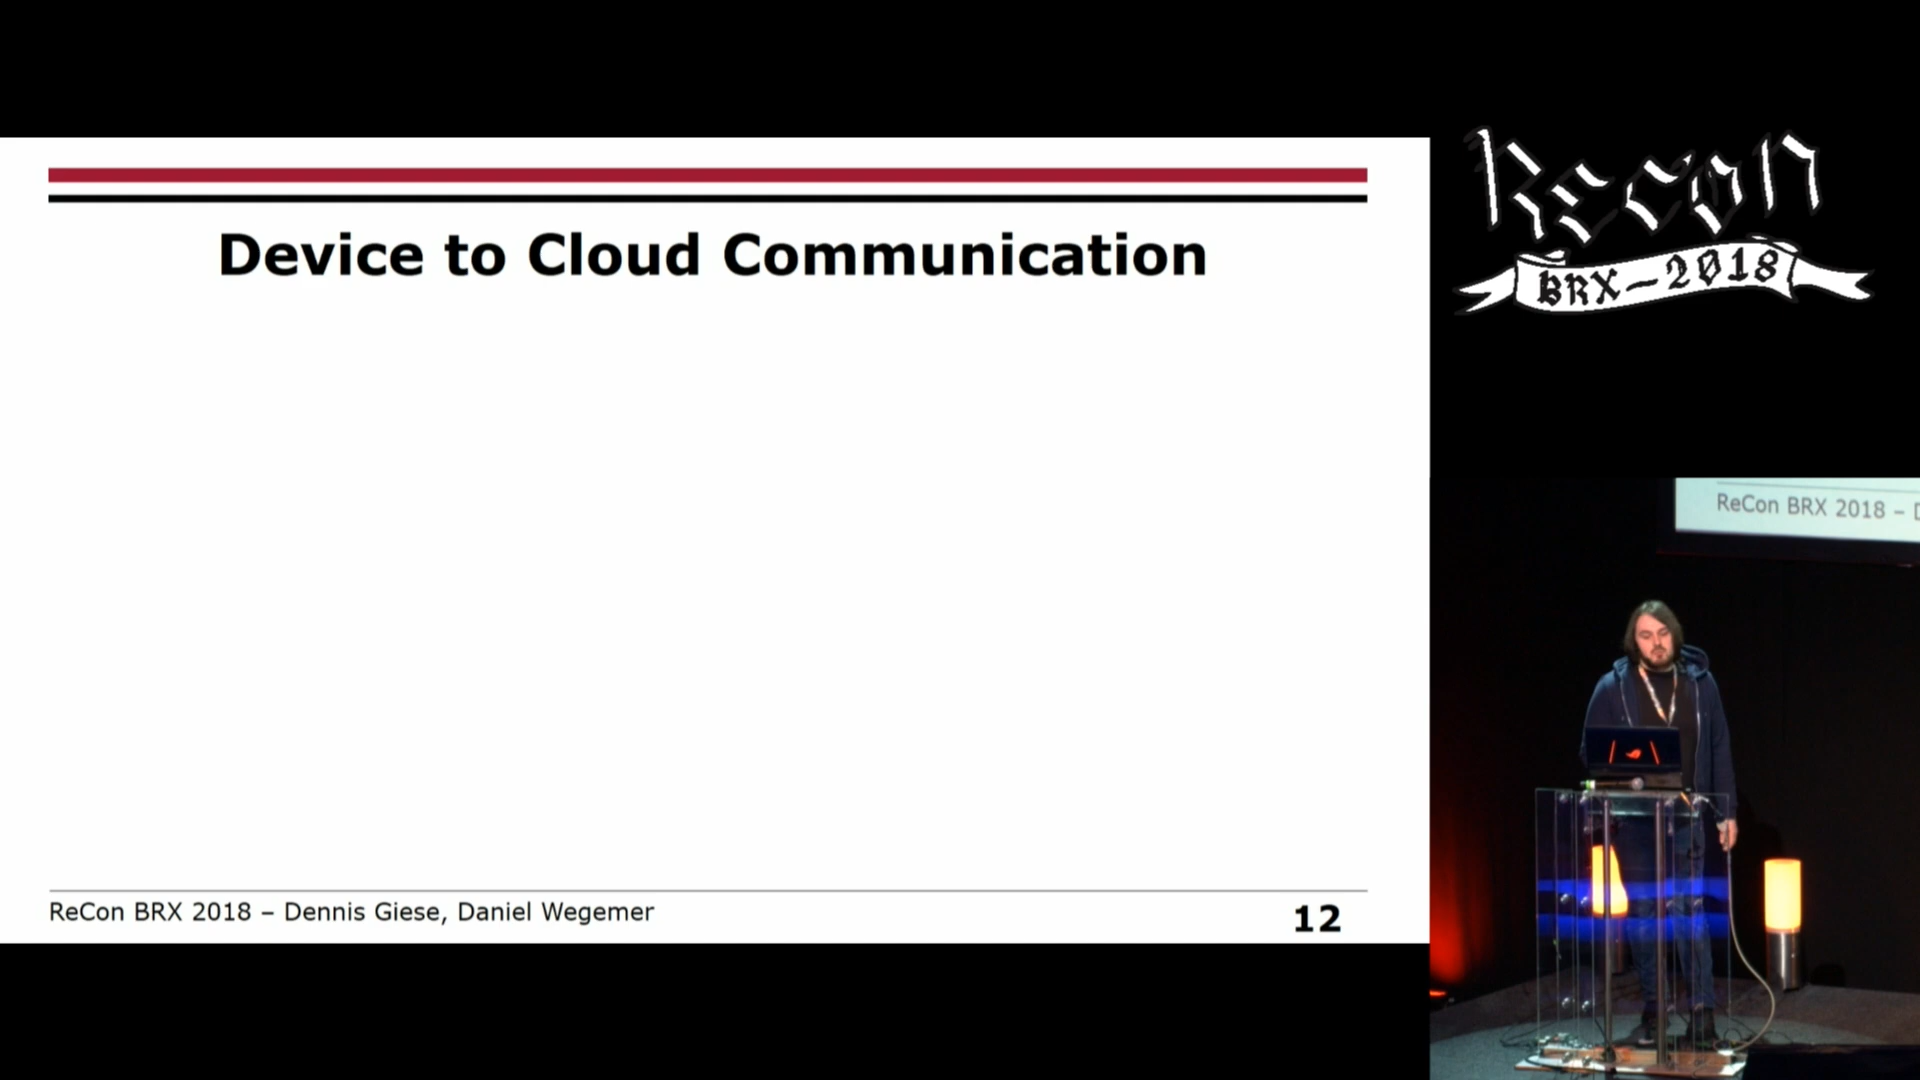 Device to Cloud Communication
ReCon BRX 2018 – Dennis Giese, Daniel Wegemer
12
Recon
BRX–2018
ReCon BRX 2018 –